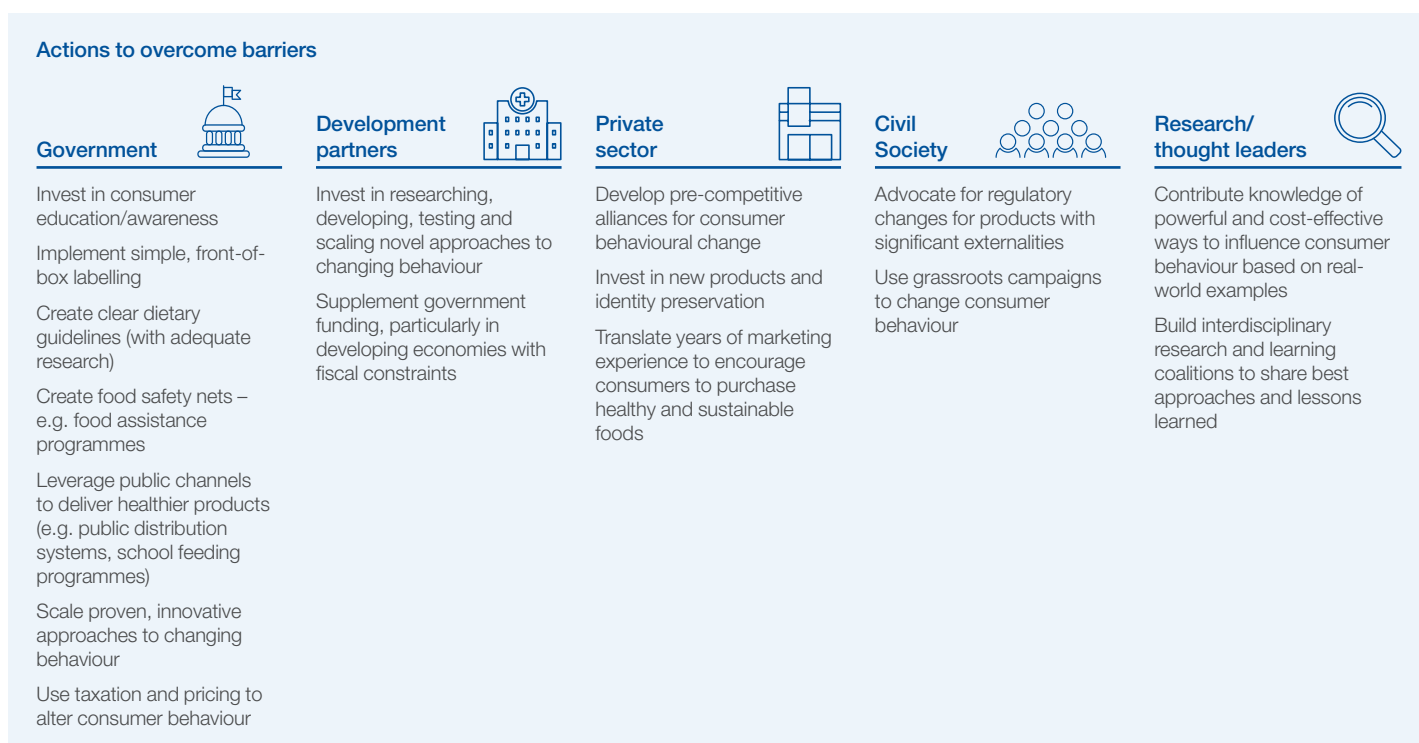 Actions to overcome barriers
Government
Invest in consumer
education/awareness
Implement simple, front-of-
box labelling
Create clear dietary
guidelines (with adequate
research)
Create food safety nets –
e.g. food assistance
programmes
Leverage public channels
to deliver healthier products
(e.g. public distribution
systems, school feeding
programmes)
Scale proven, innovative
approaches to changing
behaviour
Use taxation and pricing to
alter consumer behaviour
Development
partners
Invest in researching,
developing, testing and
scaling novel approaches to
changing behaviour
Supplement government
funding, particularly in
developing economies with
fiscal constraints
Private
sector
Develop pre-competitive
alliances for consumer
behavioural change
Invest in new products and
identity preservation
Translate years of marketing
experience to encourage
consumers to purchase
healthy and sustainable
foods
Civil
Society
Advocate for regulatory
changes for products with
significant externalities
Use grassroots campaigns
to change consumer
behaviour
Research/
thought leaders
Contribute knowledge of
powerful and cost-effective
ways to influence consumer
behaviour based on real-
world examples
Build interdisciplinary
research and learning
coalitions to share best
approaches and lessons
learned